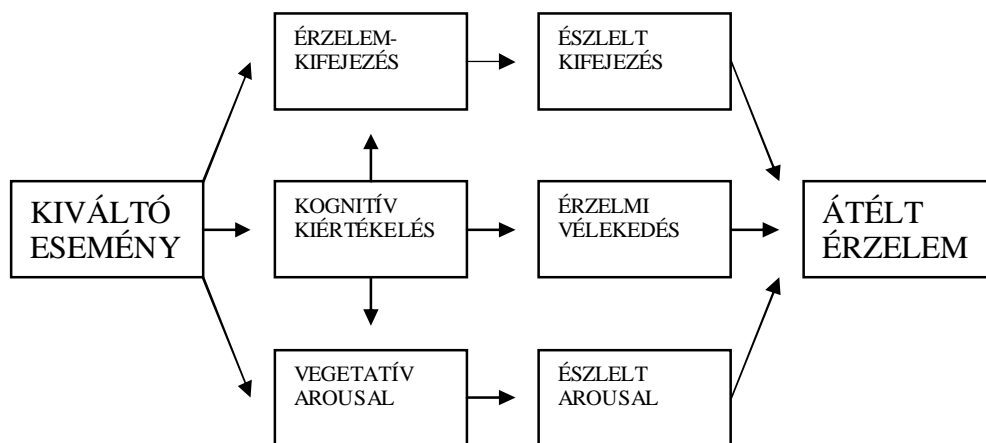 ÉRZELEM-
KIFEJEZÉS
ÉSZLELT
KIFEJEZÉS
KIVÁLTÓ
ESEMÉNY
KOGNITÍV
KIÉRTÉKELÉS
ÉRZELMI
VÉLEKEDÉS
ÁTÉLT
ÉRZELEM
VEGETATÍV
AROUSAL
ÉSZLELT
AROUSAL